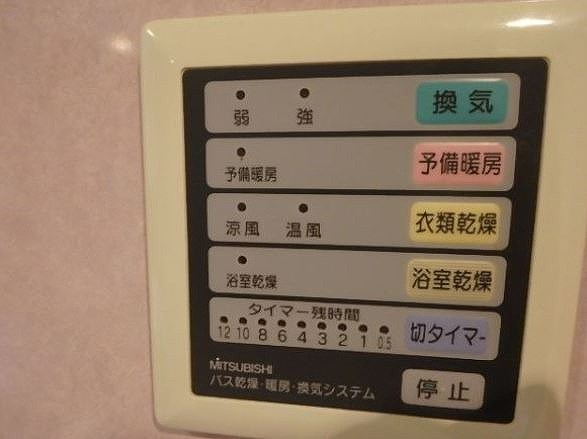 弱 強 換気
予備暖房 予備暖房
涼風 温風 衣類乾燥
浴室乾燥 浴室乾燥
タイマー残時間
12 10 8 6 4 3 2 1 0.5 切タイマー
MITSUBISHI
バス乾燥・暖房・換気システム 停止